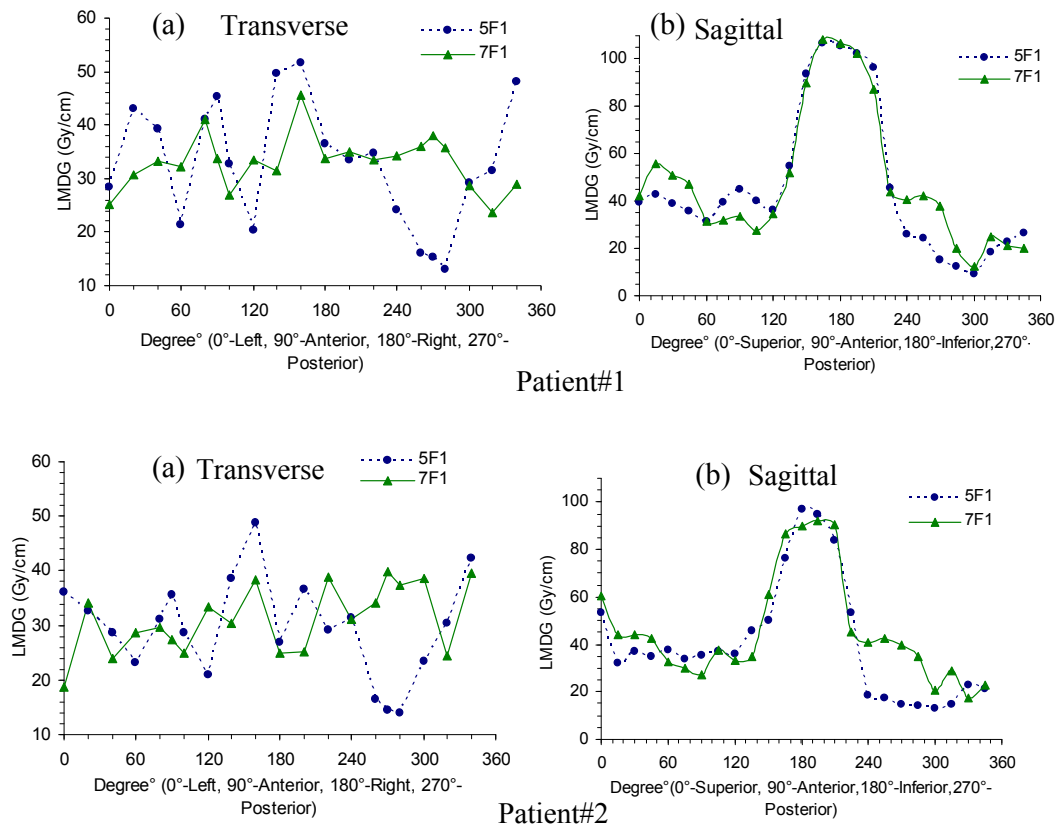 (a) Transverse
5F1
7F1
60
50
40
30
20
10
LMDG (Gy/cm)
0 60 120 180 240 300 360
Degree° (0°-Left, 90°-Anterior, 180°-Right, 270°-
Posterior)
(b) Sagittal
5F1
7F1
100
80
60
40
20
0
LMDG (Gy/cm)
0 60 120 180 240 300 360
Degree° (0°-Superior, 90°-Anterior,180°-Inferior,270°-
Posterior)
Patient#1
(a) Transverse
5F1
7F1
60
50
40
30
20
10
LMDG (Gy/cm)
0 60 120 180 240 300 360
Degree° (0°-Left, 90°-Anterior, 180°-Right, 270°-
Posterior)
(b) Sagittal
5F1
7F1
100
80
60
40
20
0
LMDG (Gy/cm)
0 60 120 180 240 300 360
Degree°(0°-Superior, 90°-Anterior,180°-Inferior,270°-
Posterior)
Patient#2